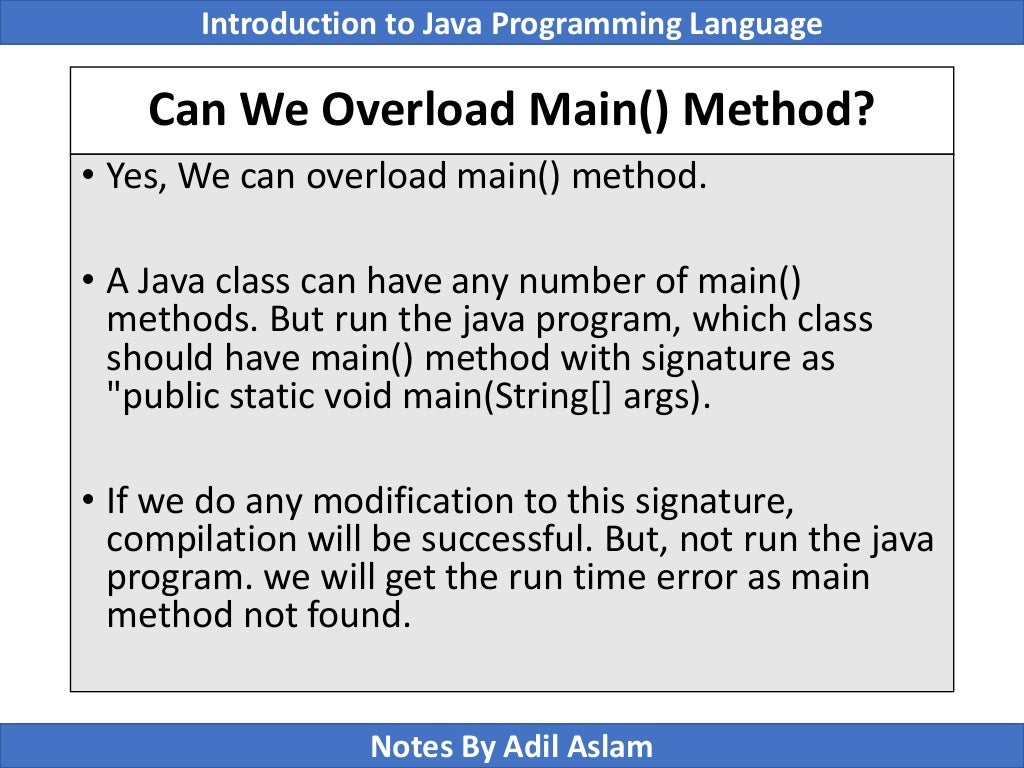 Introduction to Java Programming Language
Can We Overload Main() Method?
• Yes, We can overload main() method.
• A Java class can have any number of main()
methods. But run the java program, which class
should have main() method with signature as
"public static void main(String[] args).
• If we do any modification to this signature,
compilation will be successful. But, not run the java
program. we will get the run time error as main
method not found.
Notes By Adil Aslam